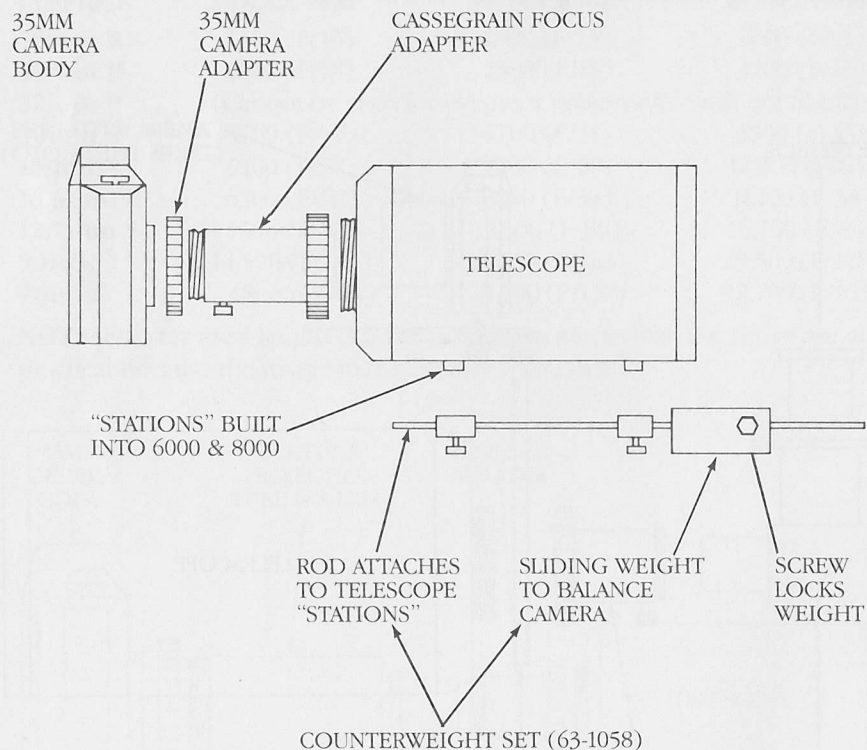 35MM
CAMERA
BODY
35MM
CAMERA
ADAPTER
CASSEGRAIN FOCUS
ADAPTER
TELESCOPE
“STATIONS” BUILT
INTO 6000 & 8000
ROD ATTACHES
TO TELESCOPE
“STATIONS”
SLIDING WEIGHT
TO BALANCE
CAMERA
SCREW
LOCKS
WEIGHT
COUNTERWEIGHT SET (63-1058)